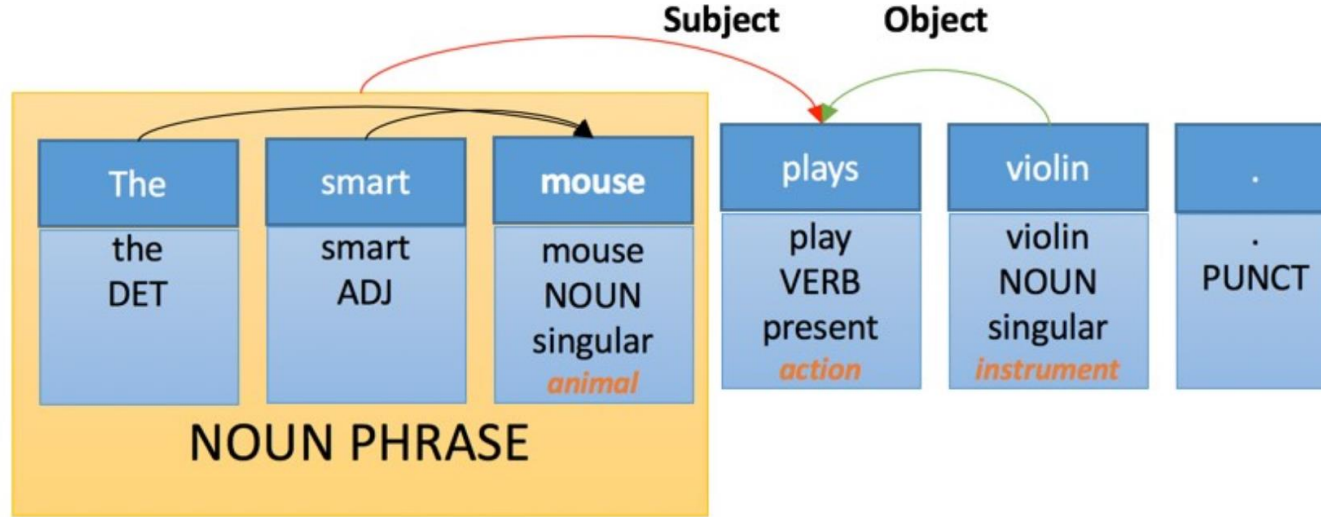 Subject Object
The smart mouse plays violin .
the smart mouse play violin .
DET ADJ NOUN VERB NOUN PUNCT
singular present singular
animal action instrument
NOUN PHRASE